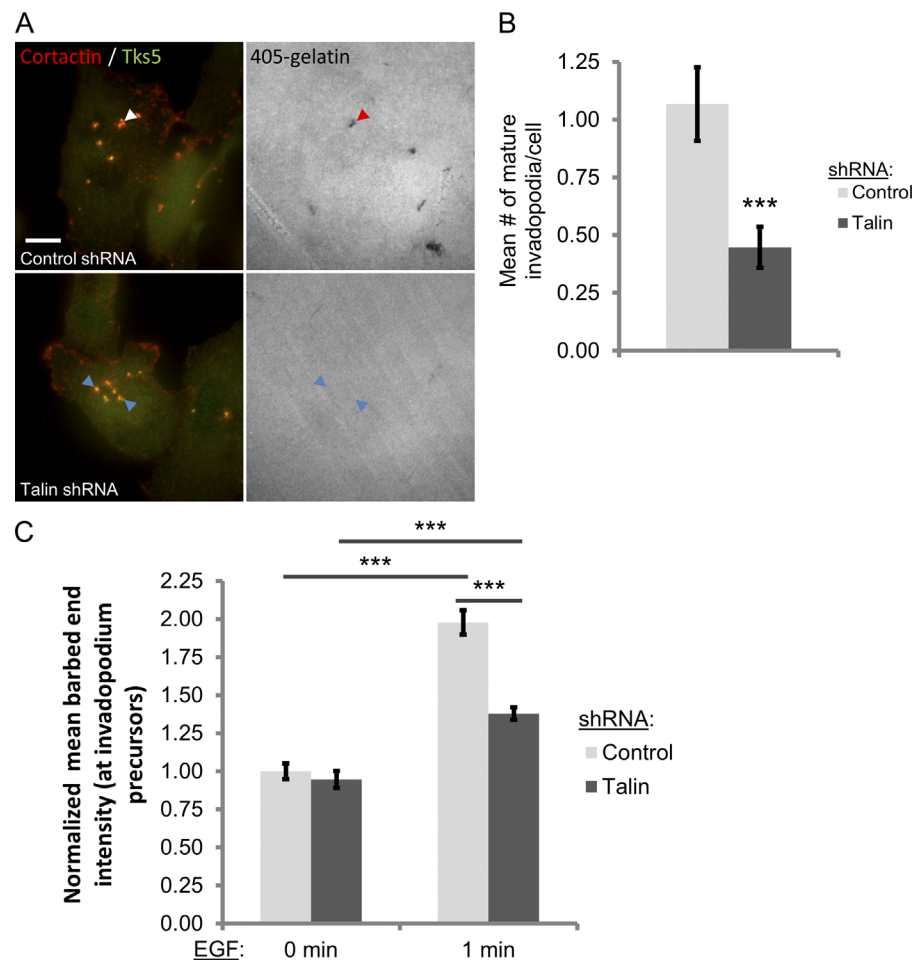 A
Cortactin / Tks5
405-gelatin
Control shRNA
Talin shRNA
B
Mean # of mature
invadopodia/cell
1.25
1.00
0.75
0.50
0.25
0.00
***
shRNA:
Control
Talin
C
Normalized mean barbed end
intensity (at invadopodium
precursors)
2.25
2.00
1.75
1.50
1.25
1.00
0.75
0.50
0.25
0.00
***
***
***
EGF: 0 min 1 min
shRNA:
Control
Talin